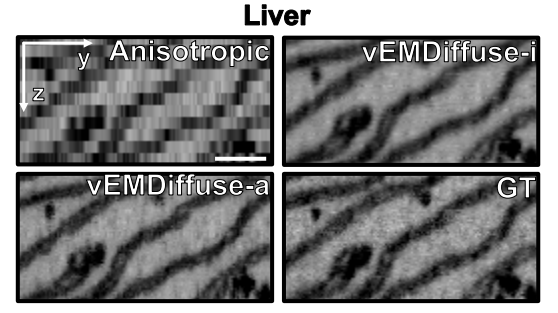 Liver
Anisotropic
y
z
vEMDiffuse-i
vEMDiffuse-a
GT